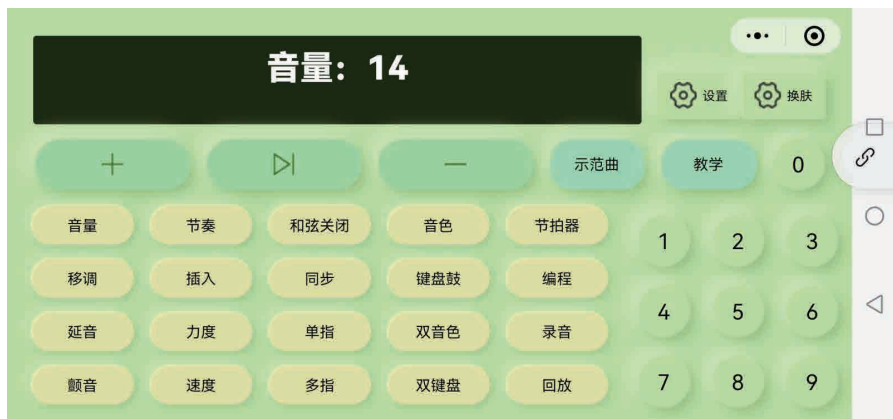 音量：14
设置 换肤
示范曲 教学 0
音量 节奏 和弦关闭 音色 节拍器
1 2 3
移调 插入 同步 键盘鼓 编程
4 5 6
延音 力度 单指 双音色 录音
颤音 速度 多指 双键盘 回放
7 8 9